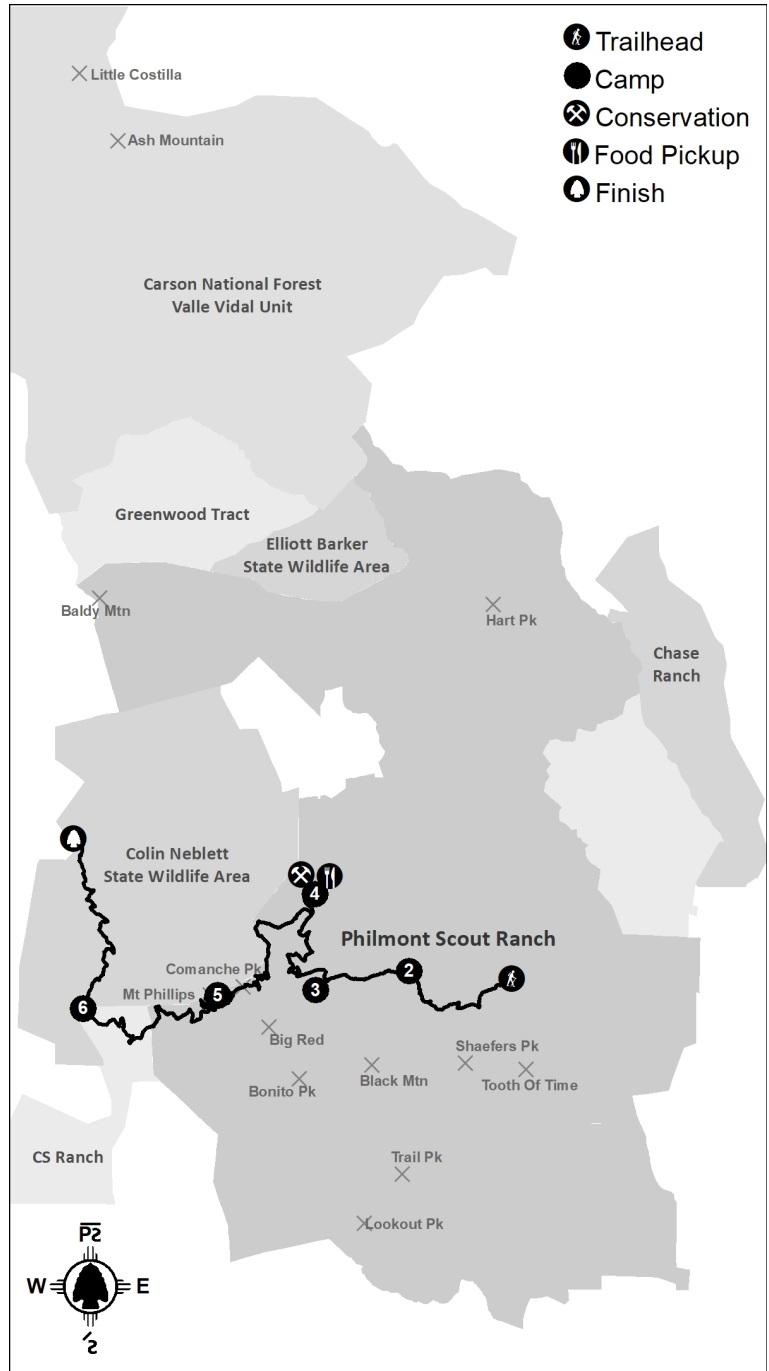 Little Costilla
Ash Mountain
Trailhead
Camp
Conservation
Food Pickup
Finish
Carson National Forest
Valle Vidal Unit
Greenwood Tract
Elliott Barker
State Wildlife Area
Baldy Mtn
Hart Pk
Chase
Ranch
Colin Neblett
State Wildlife Area
4
Philmont Scout Ranch
2
3
Comanche Pk
Mt Phillips
5
6
Big Red
Bonito Pk
Black Mtn
Shaefers Pk
Tooth Of Time
CS Ranch
Trail Pk
Lookout Pk
W
E